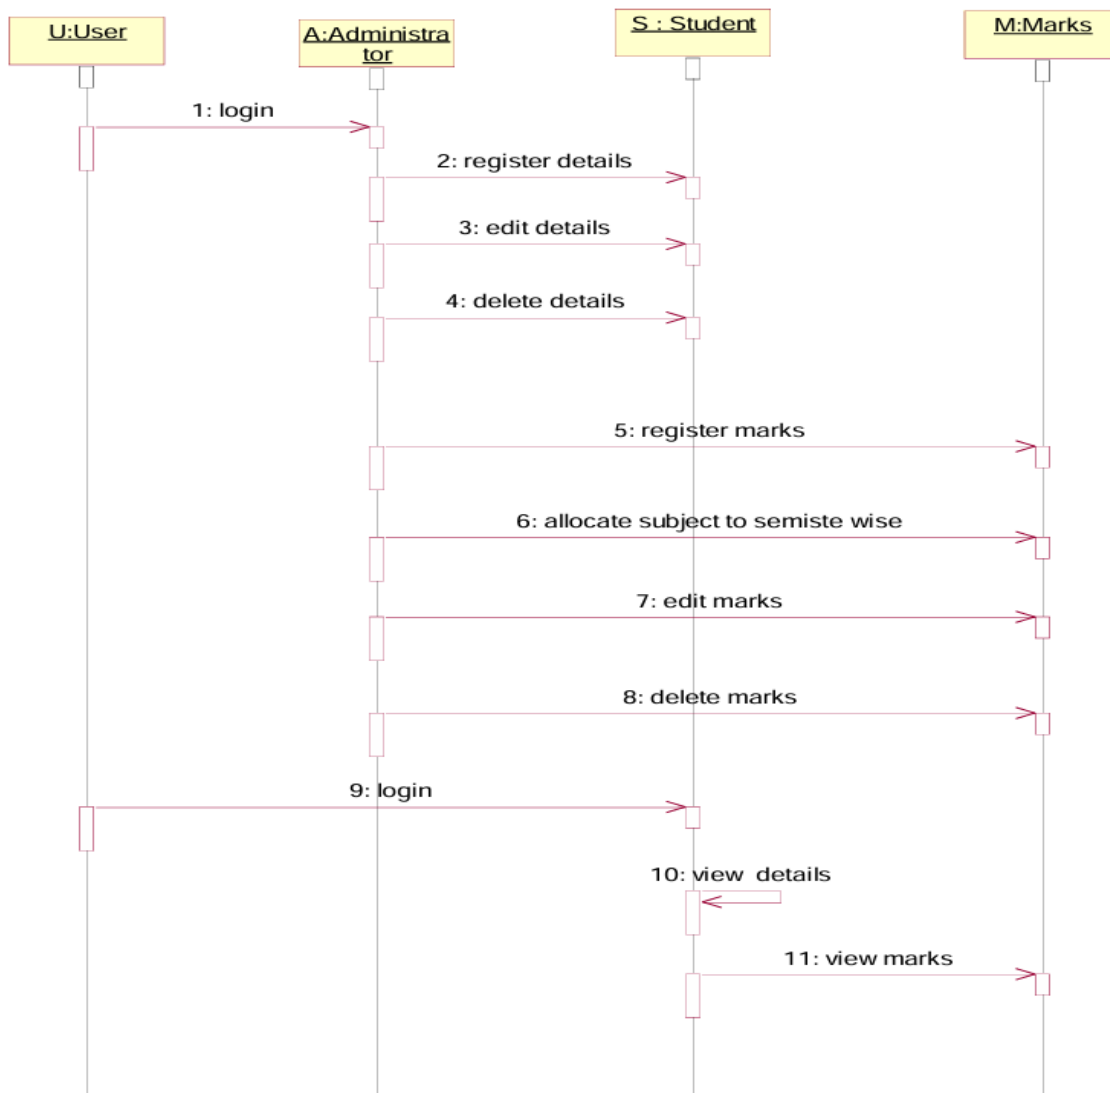 U:User
A:Administra
tor
S : Student
M:Marks
1: login
2: register details
3: edit details
4: delete details
5: register marks
6: allocate subject to semiste wise
7: edit marks
8: delete marks
9: login
10: view details
11: view marks